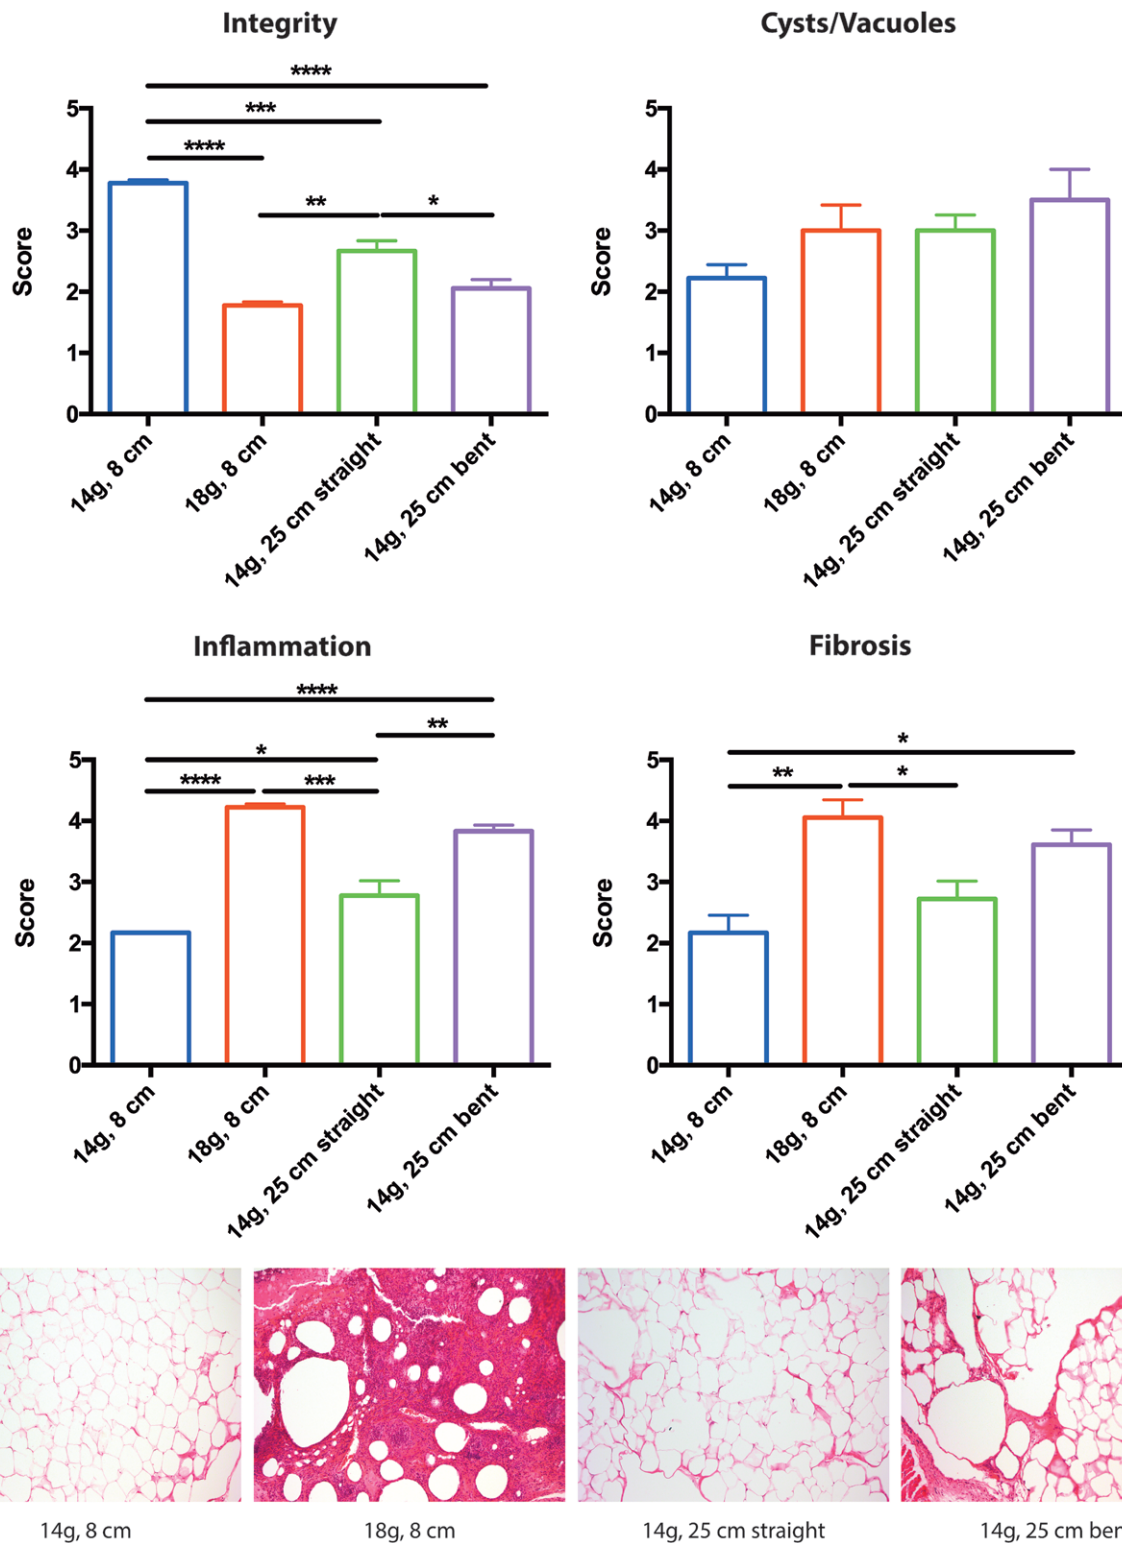 Integrity
****
***
****
**
*
5
4
3
2
1
0
Score
14g, 8 cm
18g, 8 cm
14g, 25 cm straight
14g, 25 cm bent
Cysts/Vacuoles
5
4
3
2
1
0
Score
14g, 8 cm
18g, 8 cm
14g, 25 cm straight
14g, 25 cm bent
Inflammation
****
**
*
****
***
5
4
3
2
1
0
Score
14g, 8 cm
18g, 8 cm
14g, 25 cm straight
14g, 25 cm bent
Fibrosis
*
**
*
5
4
3
2
1
0
Score
14g, 8 cm
18g, 8 cm
14g, 25 cm straight
14g, 25 cm bent
14g, 8 cm
18g, 8 cm
14g, 25 cm straight
14g, 25 cm